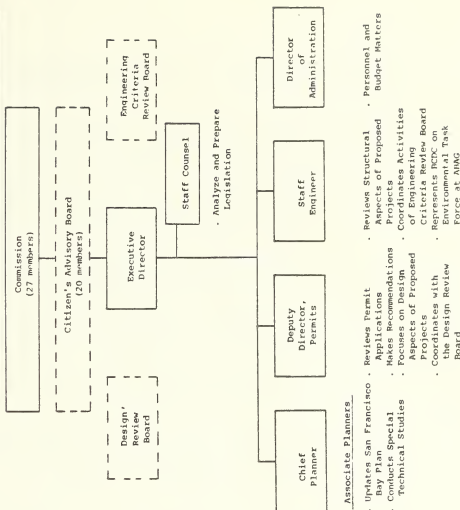 Commission
(27 members)
Citizen's Advisory Board
(20 members)
Design'
Review
Board
Executive
Director
Engineering
Criteria
Review Board
Staff Counsel
. Analyze and Prepare
Legislation
Chief
Planner
Deputy
Director,
Permits
Staff
Engineer
Director
of
Administration
Associate Planners
. Updates San Francisco
Bay Plan
. Conducts Special
Technical Studies
. Reviews Permit
Applications
. Makes Recommendations
. Focuses on Design
Aspects of Proposed
Projects
. Coordinates with
the Design Review
Board
. Reviews Structural
Aspects of Proposed
Projects
. Coordinates Activities
of Engineering
Criteria Review Board
. Represents BCDC on
Environmental Task
Force at ABAG
. Personnel and
Budget Matters